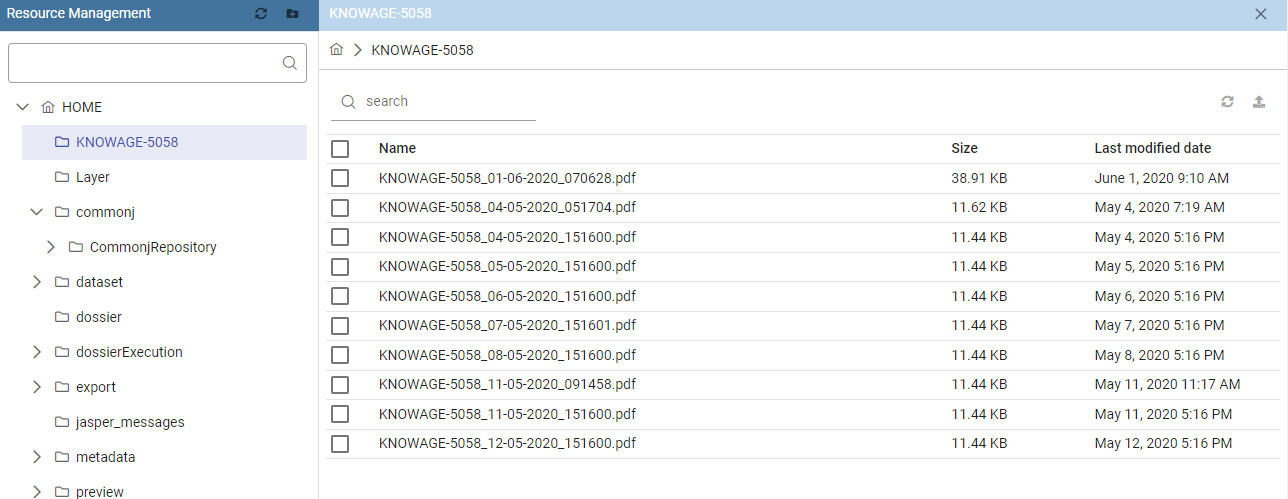 Resource Management
KNOWAGE-5058
KNOWAGE-5058
HOME
KNOWAGE-5058
Layer
commonj
CommonjRepository
dataset
dossier
dossierExecution
export
jasper_messages
metadata
preview
search
Name Size Last modified date
KNOWAGE-5058_01-06-2020_070628.pdf 38.91 KB June 1, 2020 9:10 AM
KNOWAGE-5058_04-05-2020_051704.pdf 11.62 KB May 4, 2020 7:19 AM
KNOWAGE-5058_04-05-2020_151600.pdf 11.44 KB May 4, 2020 5:16 PM
KNOWAGE-5058_05-05-2020_151600.pdf 11.44 KB May 5, 2020 5:16 PM
KNOWAGE-5058_06-05-2020_151600.pdf 11.44 KB May 6, 2020 5:16 PM
KNOWAGE-5058_07-05-2020_151601.pdf 11.44 KB May 7, 2020 5:16 PM
KNOWAGE-5058_08-05-2020_151600.pdf 11.44 KB May 8, 2020 5:16 PM
KNOWAGE-5058_11-05-2020_091458.pdf 11.44 KB May 11, 2020 11:17 AM
KNOWAGE-5058_11-05-2020_151600.pdf 11.44 KB May 11, 2020 5:16 PM
KNOWAGE-5058_12-05-2020_151600.pdf 11.44 KB May 12, 2020 5:16 PM